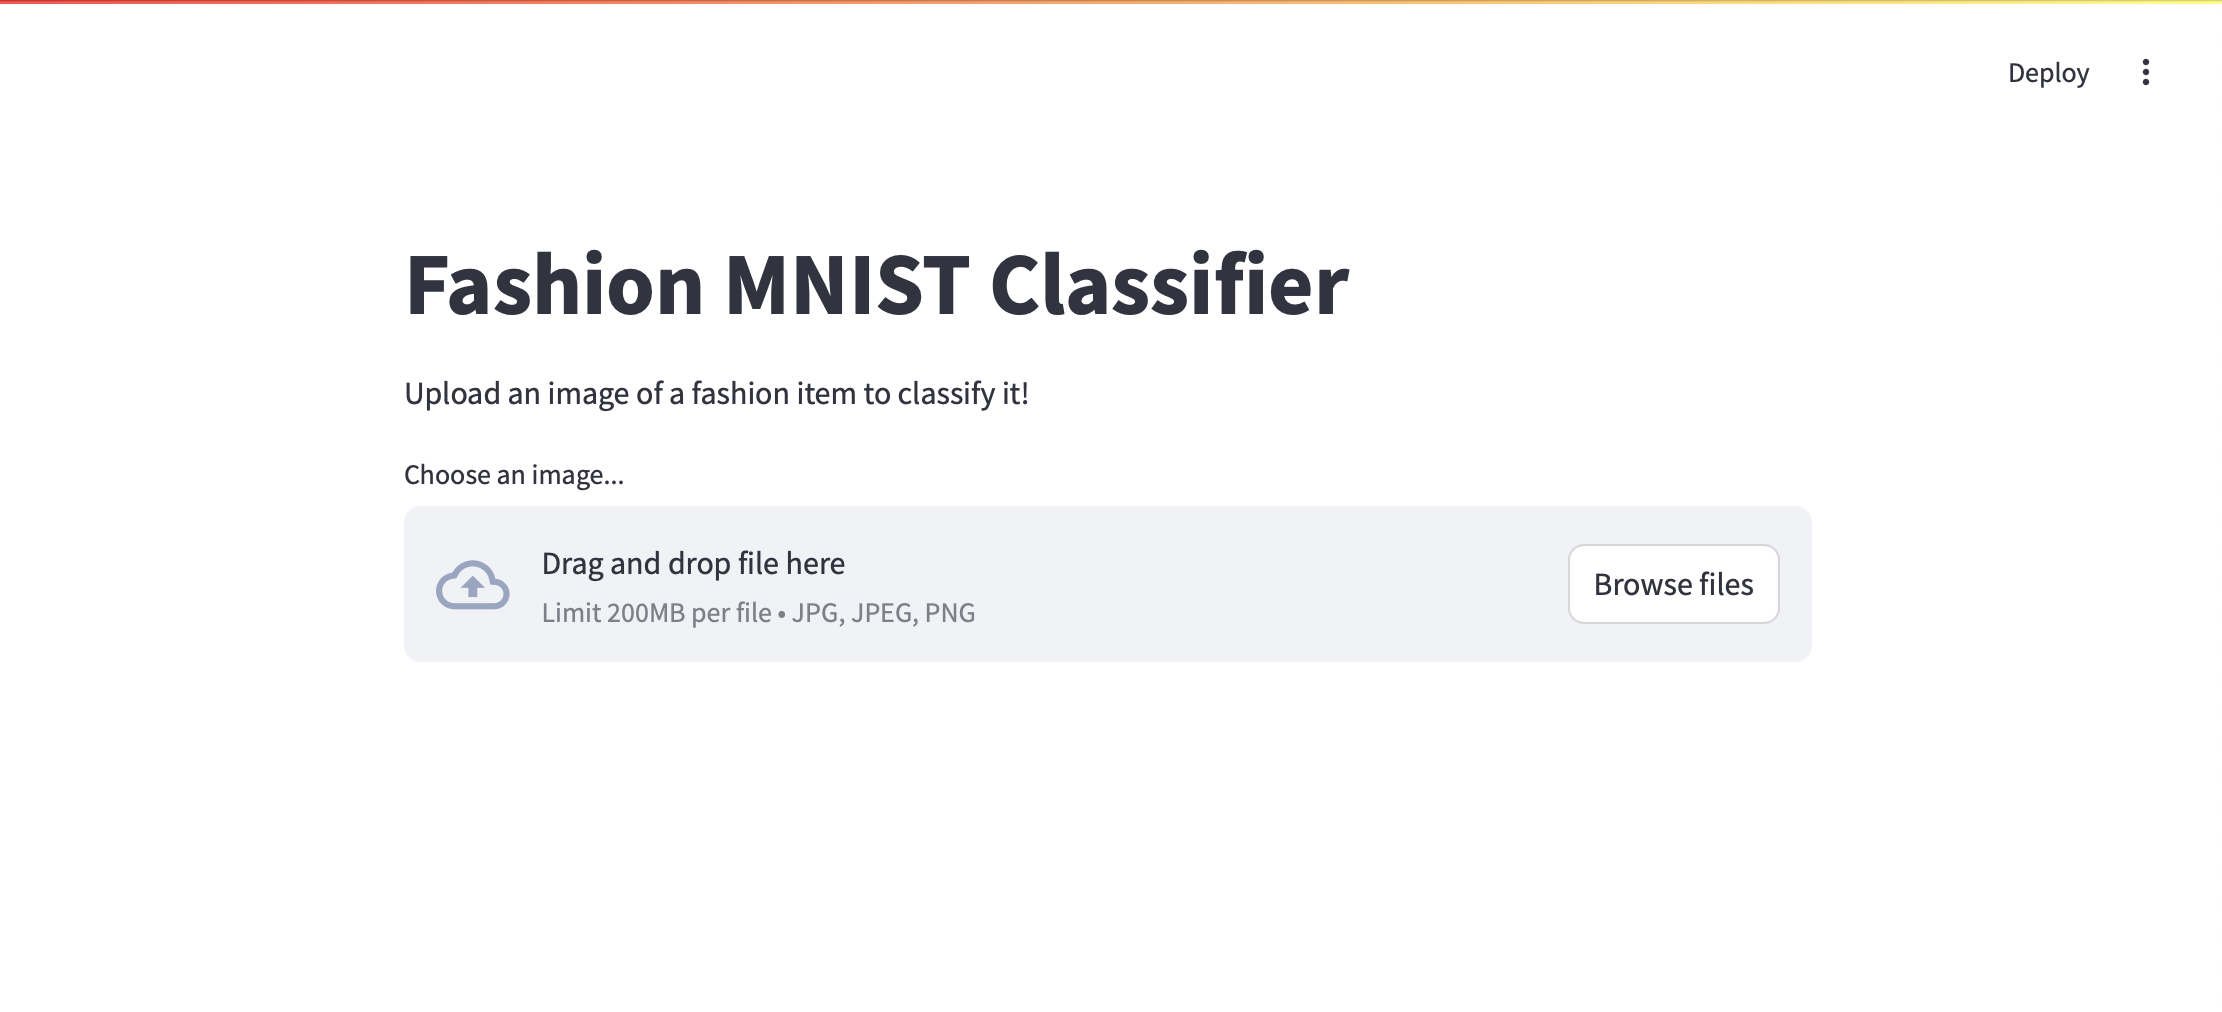 Deploy
Fashion MNIST Classifier
Upload an image of a fashion item to classify it!
Choose an image...
Drag and drop file here
Limit 200MB per file • JPG, JPEG, PNG
Browse files